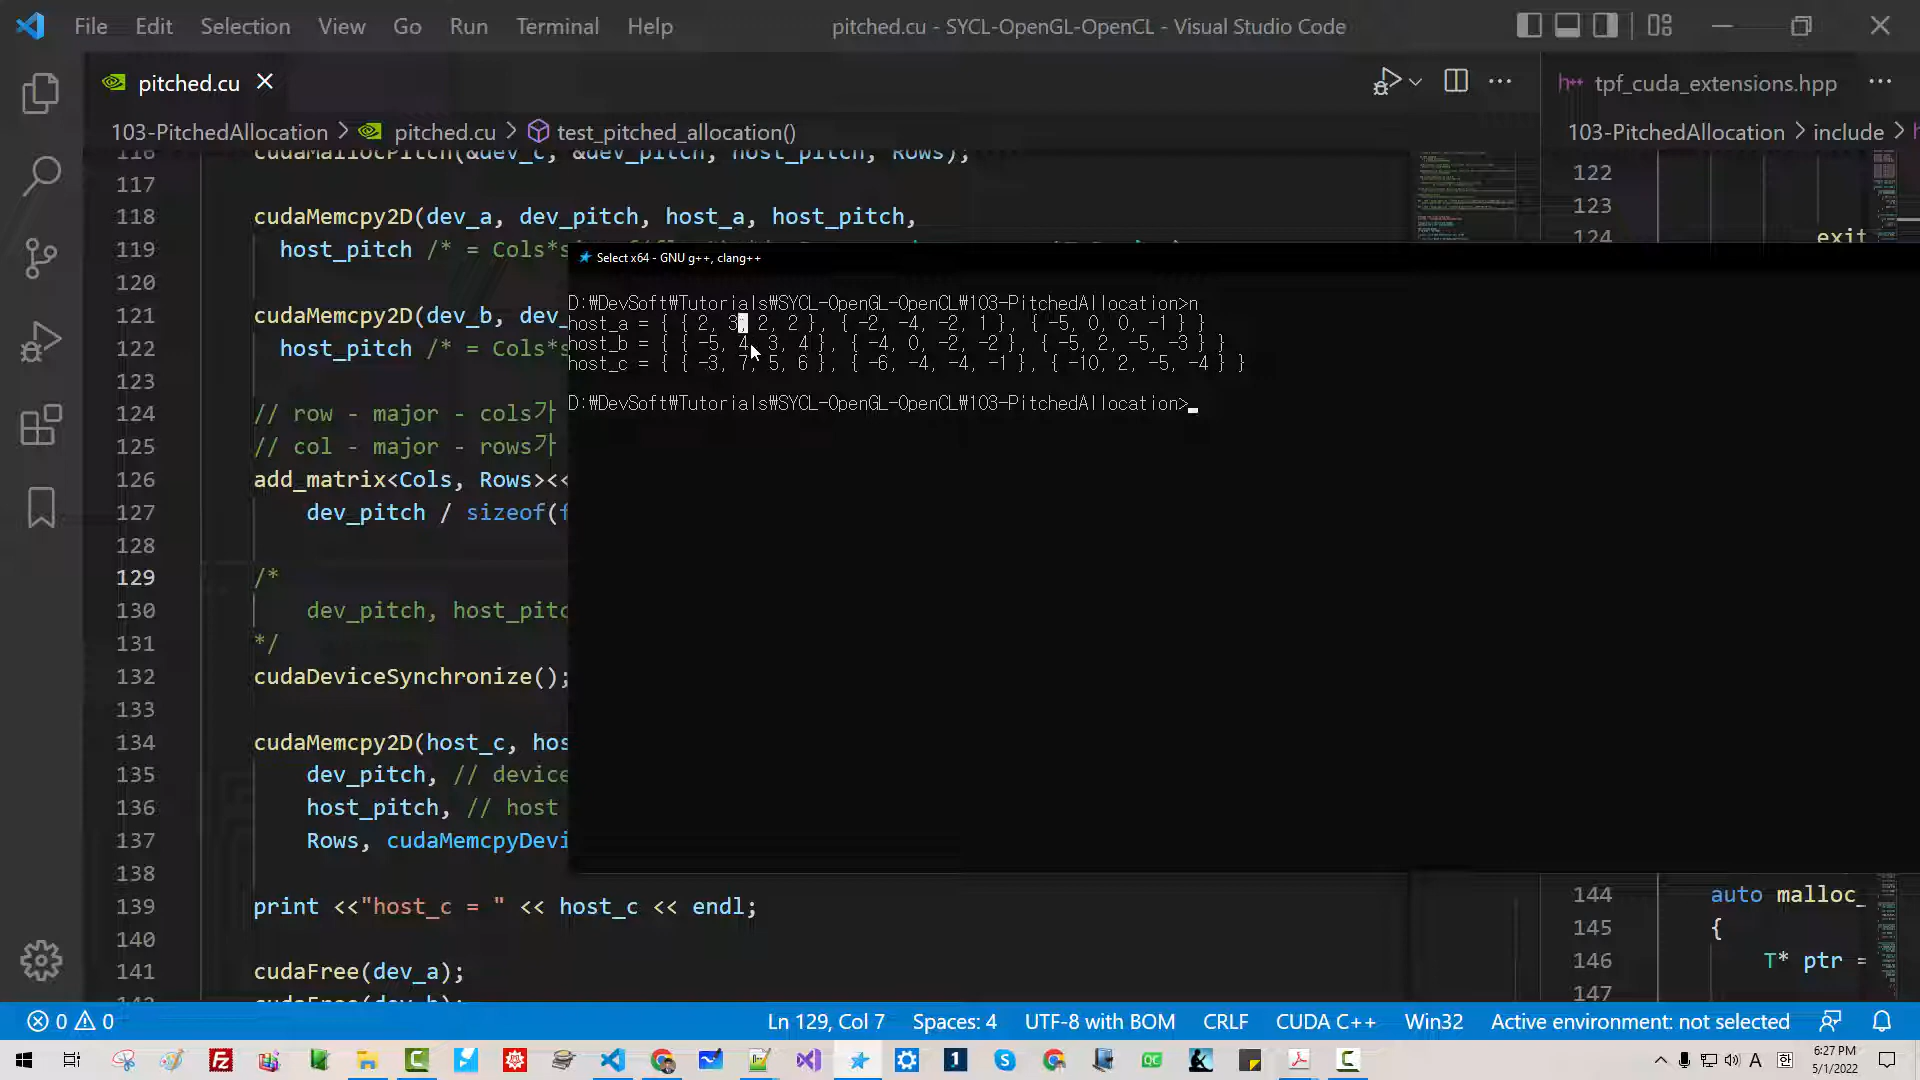 File Edit Selection View Go Run Terminal Help pitched.cu - SYCL-OpenGL-OpenCL - Visual Studio Code
pitched.cu
tpf_cuda_extensions.hpp
103-PitchedAllocation > pitched.cu > test_pitched_allocation()
103-PitchedAllocation > include >
116 cudaMallocPitch(&dev_c, &dev_pitch, host_pitch, Rows);
117
118 cudaMemcpy2D(dev_a, dev_pitch, host_a, host_pitch,
119 host_pitch /* = Cols*s
120
121 cudaMemcpy2D(dev_b, dev_
122 host_pitch /* = Cols*s
123
124 // row - major - cols가
125 // col - major - rows가
126 add_matrix<Cols, Rows><<
127 dev_pitch / sizeof(f
128
129 /*
130 dev_pitch, host_pitc
131 */
132 cudaDeviceSynchronize();
133
134 cudaMemcpy2D(host_c, hos
135 dev_pitch, // device
136 host_pitch, // host
137 Rows, cudaMemcpyDevi
138
139 print <<"host_c = " << host_c << endl;
140
141 cudaFree(dev_a);
122
123
124 exit
Select x64 - GNU g++, clang++
D:₩DevSoft₩Tutorials₩SYCL-OpenGL-OpenCL₩103-PitchedAllocation>n
host_a = { { 2, 3, 2, 2 }, { -2, -4, -2, 1 }, { -5, 0, 0, -1 } }
host_b = { { -5, 4, 3, 4 }, { -4, 0, -2, -2 }, { -5, 2, -5, -3 } }
host_c = { { -3, 7, 5, 6 }, { -6, -4, -4, -1 }, { -10, 2, -5, -4 } }
D:₩DevSoft₩Tutorials₩SYCL-OpenGL-OpenCL₩103-PitchedAllocation>
144 auto malloc_
145 {
146 T* ptr =
147
0 0 Ln 129, Col 7 Spaces: 4 UTF-8 with BOM CRLF CUDA C++ Win32 Active environment: not selected
A 한 6:27 PM
5/1/2022